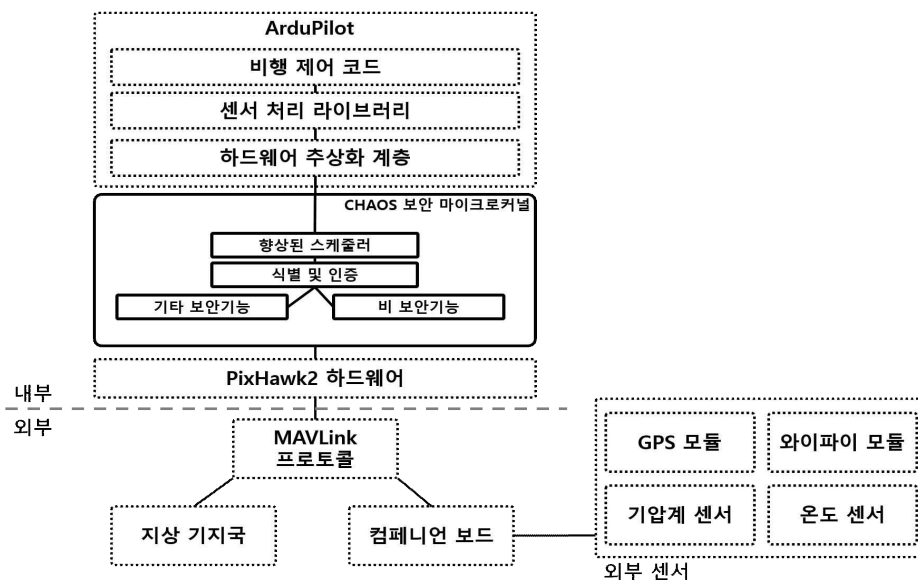 ArduPilot
비행 제어 코드
센서 처리 라이브러리
하드웨어 추상화 계층
CHAOS 보안 마이크로커널
향상된 스케줄러
식별 및 인증
기타 보안기능
비 보안기능
PixHawk2 하드웨어
내부
외부
MAVLink
프로토콜
지상 기지국
컴페니언 보드
GPS 모듈
와이파이 모듈
기압계 센서
온도 센서
외부 센서